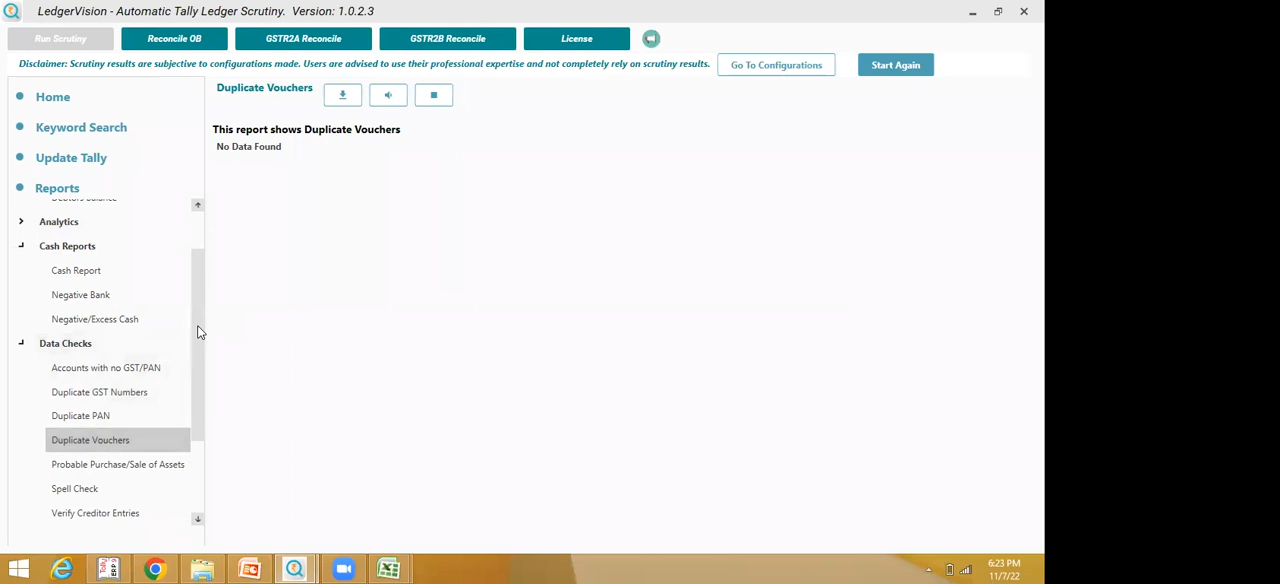 LedgerVision - Automatic Tally Ledger Scrutiny. Version: 1.0.2.3
Run Scrutiny
Reconcile OB
GSTR2A Reconcile
GSTR2B Reconcile
License
Disclaimer: Scrutiny results are subjective to configurations made. Users are advised to use their professional expertise and not completely rely on scrutiny results.
Go To Configurations
Start Again
Home
Keyword Search
Update Tally
Reports
Analytics
Cash Reports
Cash Report
Negative Bank
Negative/Excess Cash
Data Checks
Accounts with no GST/PAN
Duplicate GST Numbers
Duplicate PAN
Duplicate Vouchers
Probable Purchase/Sale of Assets
Spell Check
Verify Creditor Entries
Duplicate Vouchers
This report shows Duplicate Vouchers
No Data Found
6:23 PM
11/7/22